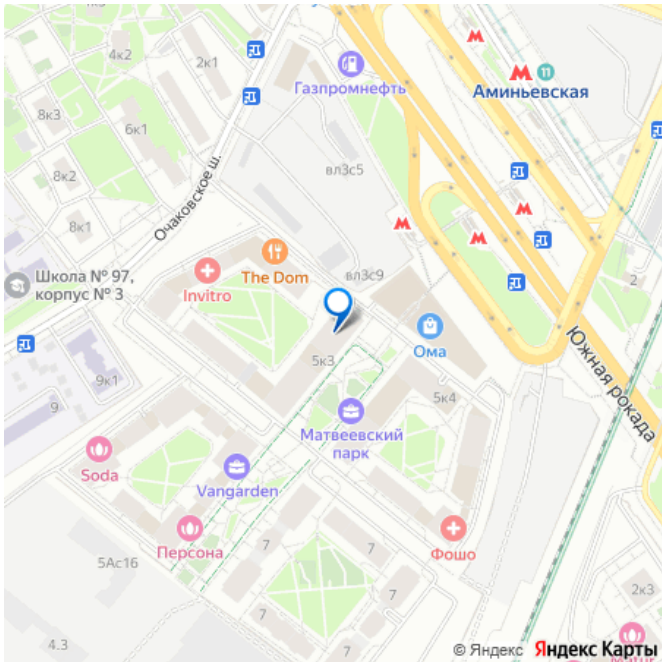 4к2
2к1
8к3
6к1
8к2
8к1
Газпромнефть
М
М 11
Аминьевская
вл3с5
Очаковское ш.
М
М
М
Школа № 97,
корпус № 3
Invitro
The Dom
вл3с9
2
Ома
Южная рокада
5к3
5к4
9к1
9
Матвеевский
парк
Soda
Vangarden
Персона
Фошо
5Ас16
7
7
7
7
4.3
2к3
© Яндекс Яндекс Карты